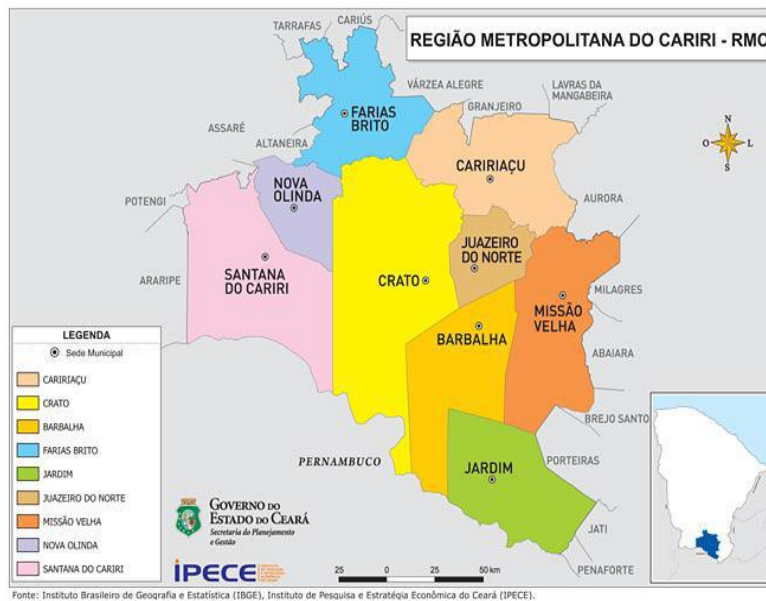 REGIÃO METROPOLITANA DO CARIRI - RMC
TARRAFAS
CARIÚS
VÁRZEA ALEGRE
LAVRAS DA
MANGABEIRA
GRANJEIRO
FARIAS
BRITO
ASSARÉ
ALTANEIRA
N
O
L
S
CARIRIAÇU
NOVA
OLINDA
POTENGI
AURORA
JUAZEIRO
DO NORTE
SANTANA
DO CARIRI
ARARIPE
CRATO
MILAGRES
MISSÃO
VELHA
BARBALHA
ABAIARA
BREJO SANTO
PERNAMBUCO
PORTEIRAS
JARDIM
JATI
PENAFORTE
LEGENDA
Sede Municipal
CARIRIAÇU
CRATO
BARBALHA
FARIAS BRITO
JARDIM
JUAZEIRO DO NORTE
MISSÃO VELHA
NOVA OLINDA
SANTANA DO CARIRI
GOVERNO DO
ESTADO DO CEARÁ
Secretaria do Planejamento
e Gestão
IPECE
25 0 25 50 km
Fonte: Instituto Brasileiro de Geografia e Estatística (IBGE), Instituto de Pesquisa e Estratégia Econômica do Ceará (IPECE).